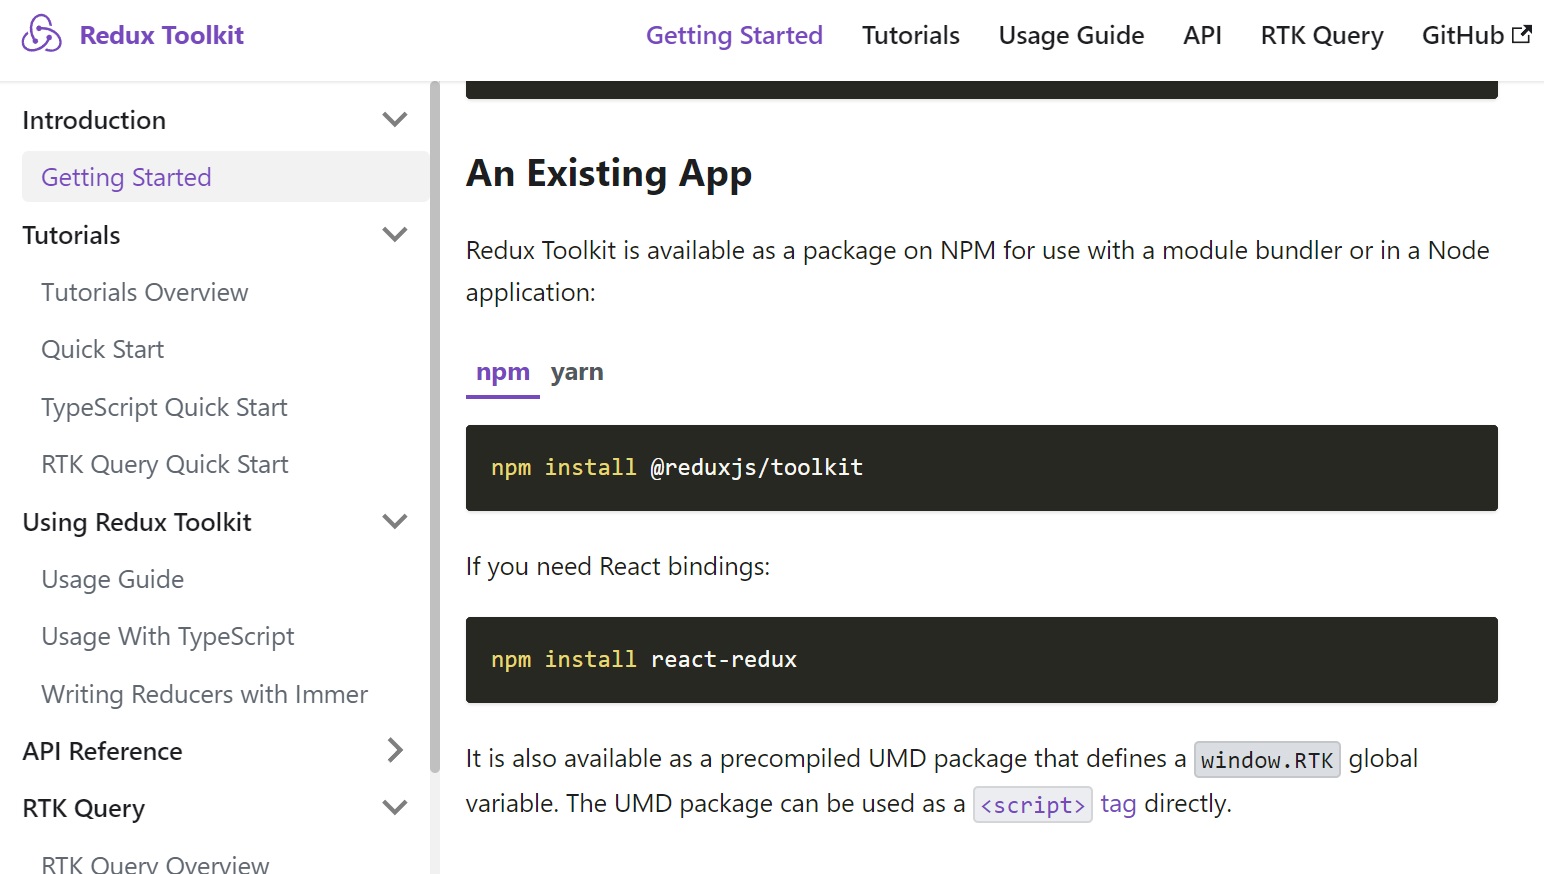 Redux Toolkit
Getting Started Tutorials Usage Guide API RTK Query GitHub
Introduction
Getting Started
Tutorials
Tutorials Overview
Quick Start
TypeScript Quick Start
RTK Query Quick Start
Using Redux Toolkit
Usage Guide
Usage With TypeScript
Writing Reducers with Immer
API Reference
RTK Query
RTK Query Overview
An Existing App
Redux Toolkit is available as a package on NPM for use with a module bundler or in a Node
application:
npm yarn
npm install @reduxjs/toolkit
If you need React bindings:
npm install react-redux
It is also available as a precompiled UMD package that defines a window.RTK global
variable. The UMD package can be used as a <script> tag directly.